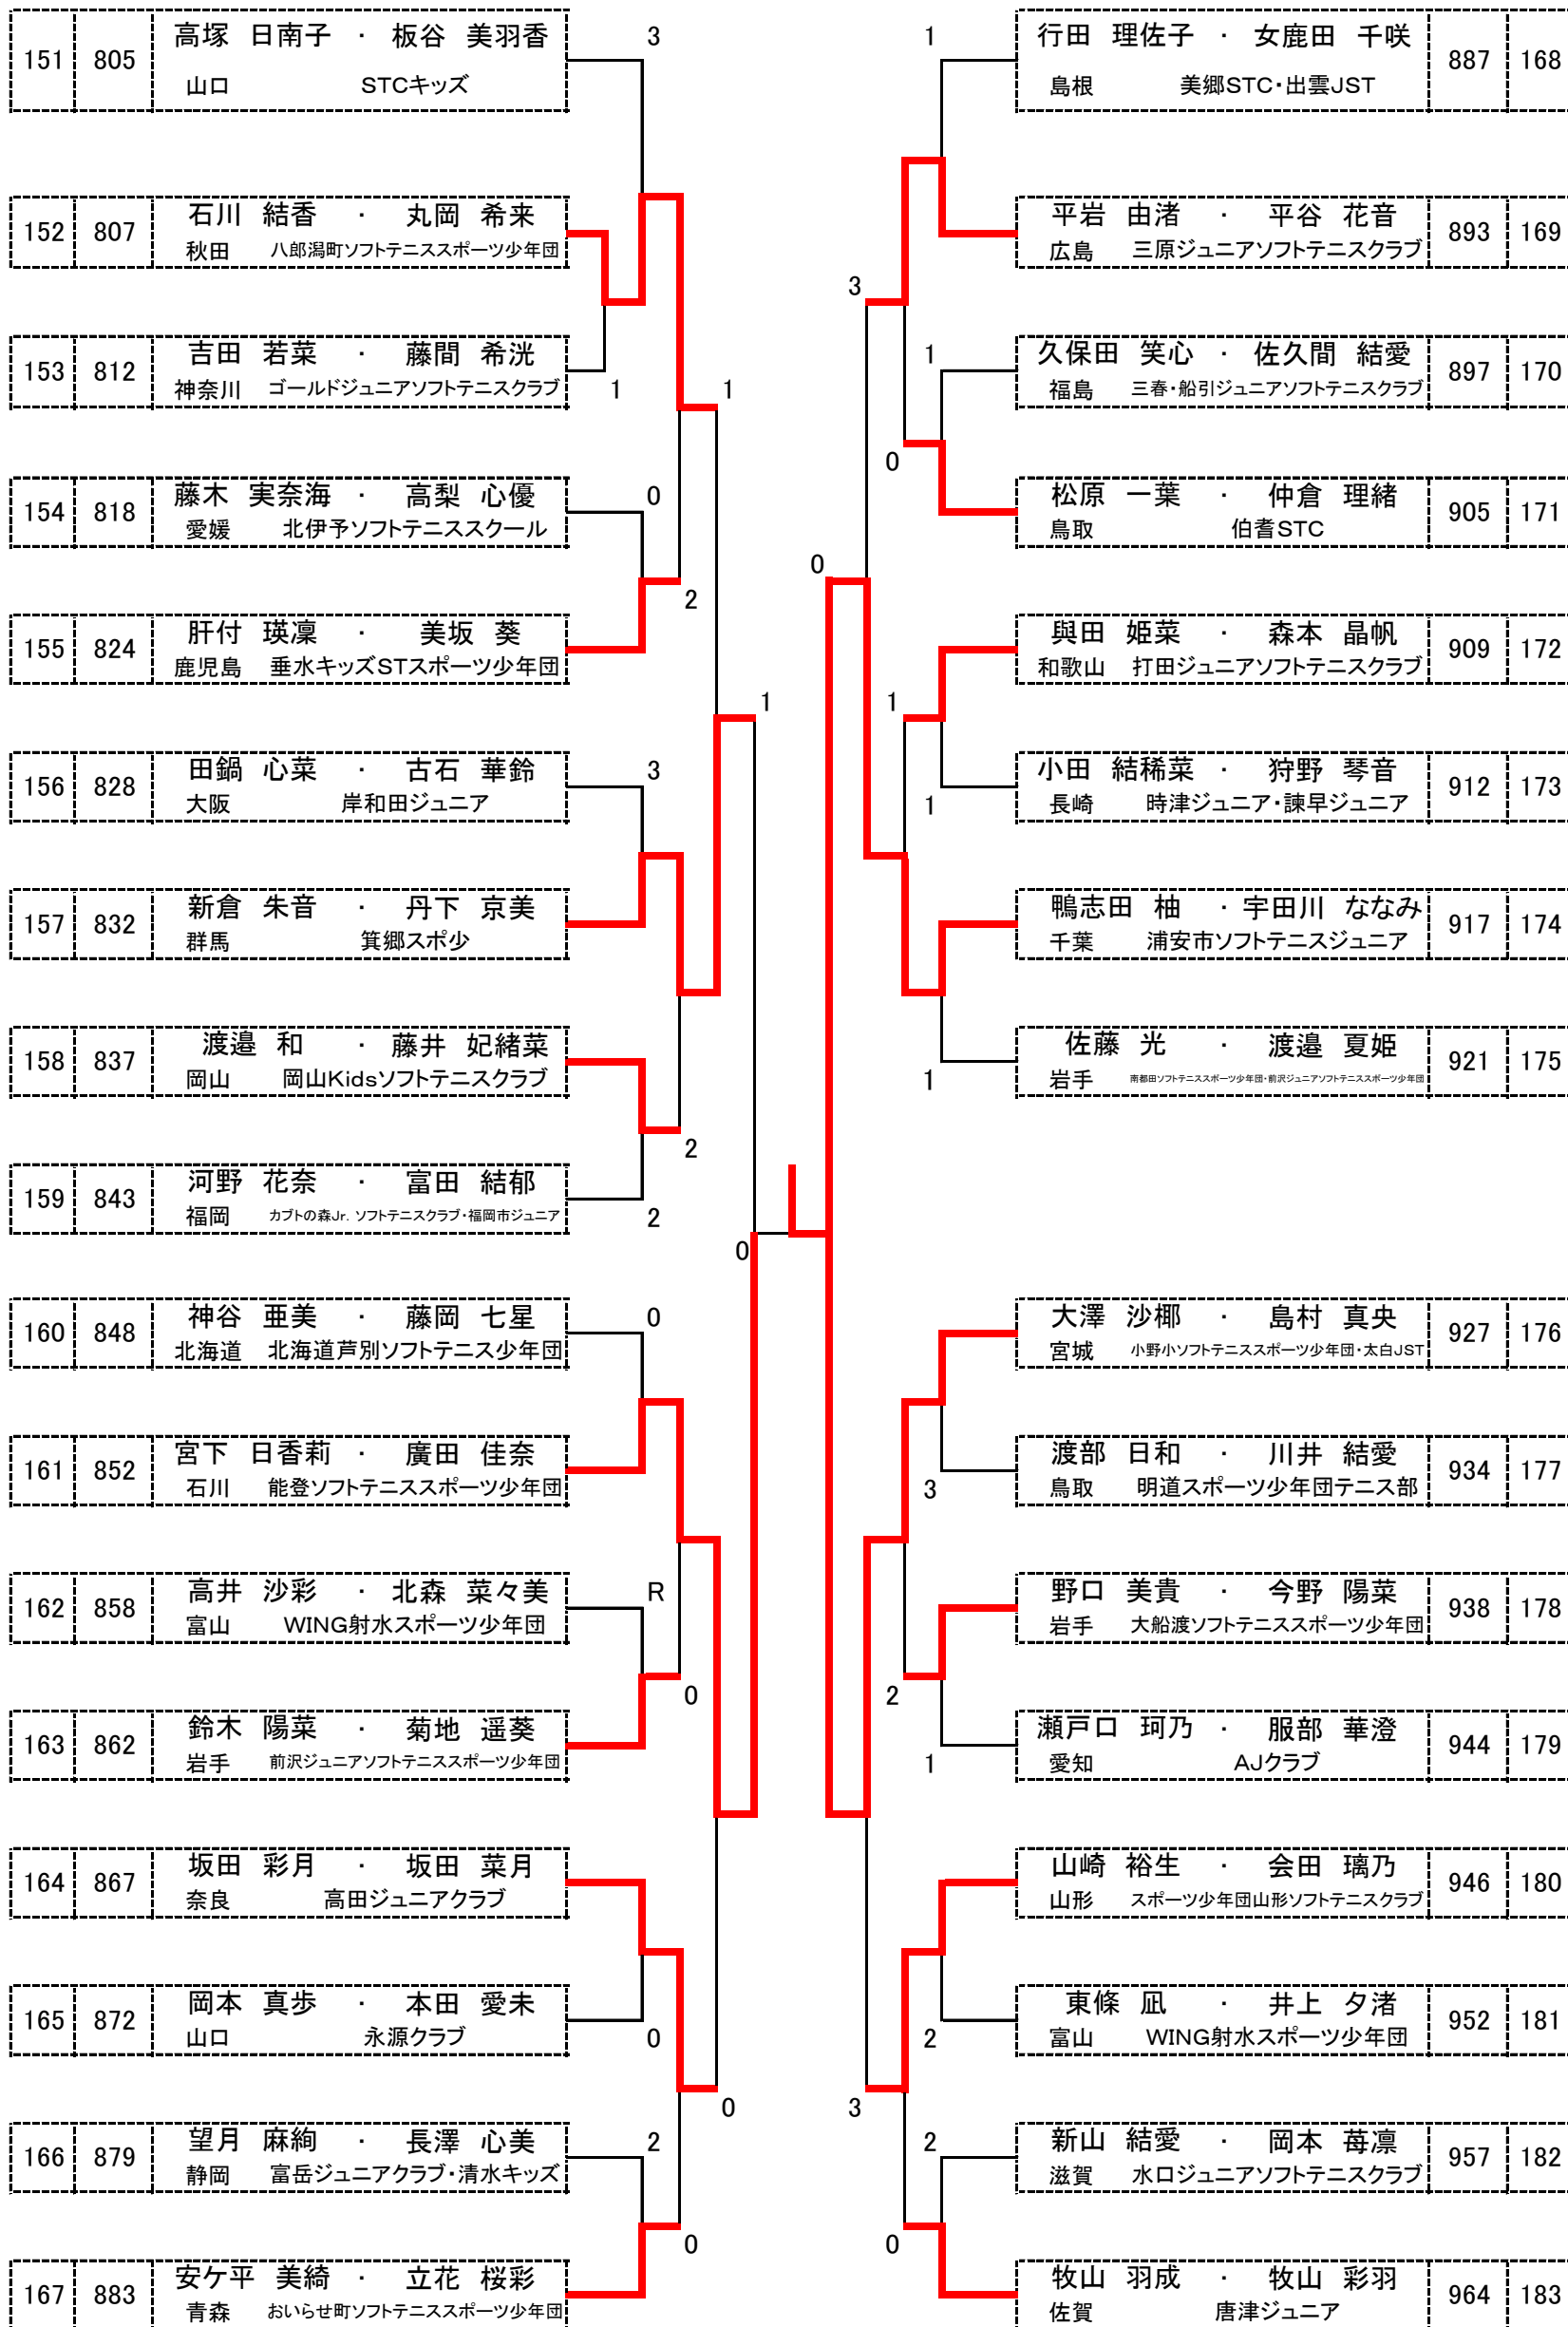 151 805 高塚 日南子 ・ 板谷 美羽香
山口 STCキッズ
3
152 807 石川 結香 ・ 丸岡 希来
秋田 八郎潟町ソフトテニススポーツ少年団
153 812 吉田 若菜 ・ 藤間 希洸
神奈川 ゴールドジュニアソフトテニスクラブ
1
1
154 818 藤木 実奈海 ・ 高梨 心優
愛媛 北伊予ソフトテニススクール
0
2
155 824 肝付 瑛凜 ・ 美坂 葵
鹿児島 垂水キッズSTスポーツ少年団
1
156 828 田鍋 心菜 ・ 古石 華鈴
大阪 岸和田ジュニア
3
157 832 新倉 朱音 ・ 丹下 京美
群馬 箕郷スポ少
158 837 渡邉 和 ・ 藤井 妃緒菜
岡山 岡山Kidsソフトテニスクラブ
2
159 843 河野 花奈 ・ 富田 結郁
福岡 カブトの森Jr. ソフトテニスクラブ・福岡市ジュニア
2
0
160 848 神谷 亜美 ・ 藤岡 七星
北海道 北海道芦別ソフトテニス少年団
0
161 852 宮下 日香莉 ・ 廣田 佳奈
石川 能登ソフトテニススポーツ少年団
162 858 高井 沙彩 ・ 北森 菜々美
富山 WING射水スポーツ少年団
R
0
163 862 鈴木 陽菜 ・ 菊地 遥葵
岩手 前沢ジュニアソフトテニススポーツ少年団
164 867 坂田 彩月 ・ 坂田 菜月
奈良 高田ジュニアクラブ
165 872 岡本 真歩 ・ 本田 愛未
山口 永源クラブ
0
0
166 879 望月 麻絢 ・ 長澤 心美
静岡 富岳ジュニアクラブ・清水キッズ
2
0
167 883 安ケ平 美綺 ・ 立花 桜彩
青森 おいらせ町ソフトテニススポーツ少年団
1
行田 理佐子 ・ 女鹿田 千咲 887 168
島根 美郷STC・出雲JST
平岩 由渚 ・ 平谷 花音 893 169
広島 三原ジュニアソフトテニスクラブ
3
1
久保田 笑心 ・ 佐久間 結愛 897 170
福島 三春・船引ジュニアソフトテニスクラブ
0
松原 一葉 ・ 仲倉 理緒 905 171
鳥取 伯耆STC
0
與田 姫菜 ・ 森本 晶帆 909 172
和歌山 打田ジュニアソフトテニスクラブ
1
小田 結稀菜 ・ 狩野 琴音 912 173
長崎 時津ジュニア・諫早ジュニア
1
鴨志田 柚 ・ 宇田川 ななみ 917 174
千葉 浦安市ソフトテニスジュニア
佐藤 光 ・ 渡邉 夏姫 921 175
岩手 南都田ソフトテニススポーツ少年団・前沢ジュニアソフトテニススポーツ少年団
1
大澤 沙椰 ・ 島村 真央 927 176
宮城 小野小ソフトテニススポーツ少年団・太白JST
渡部 日和 ・ 川井 結愛 934 177
鳥取 明道スポーツ少年団テニス部
3
野口 美貴 ・ 今野 陽菜 938 178
岩手 大船渡ソフトテニススポーツ少年団
2
瀬戸口 珂乃 ・ 服部 華澄 944 179
愛知 AJクラブ
1
山崎 裕生 ・ 会田 璃乃 946 180
山形 スポーツ少年団山形ソフトテニスクラブ
東條 凪 ・ 井上 夕渚 952 181
富山 WING射水スポーツ少年団
2
3
2
新山 結愛 ・ 岡本 苺凛 957 182
滋賀 水口ジュニアソフトテニスクラブ
0
牧山 羽成 ・ 牧山 彩羽 964 183
佐賀 唐津ジュニア